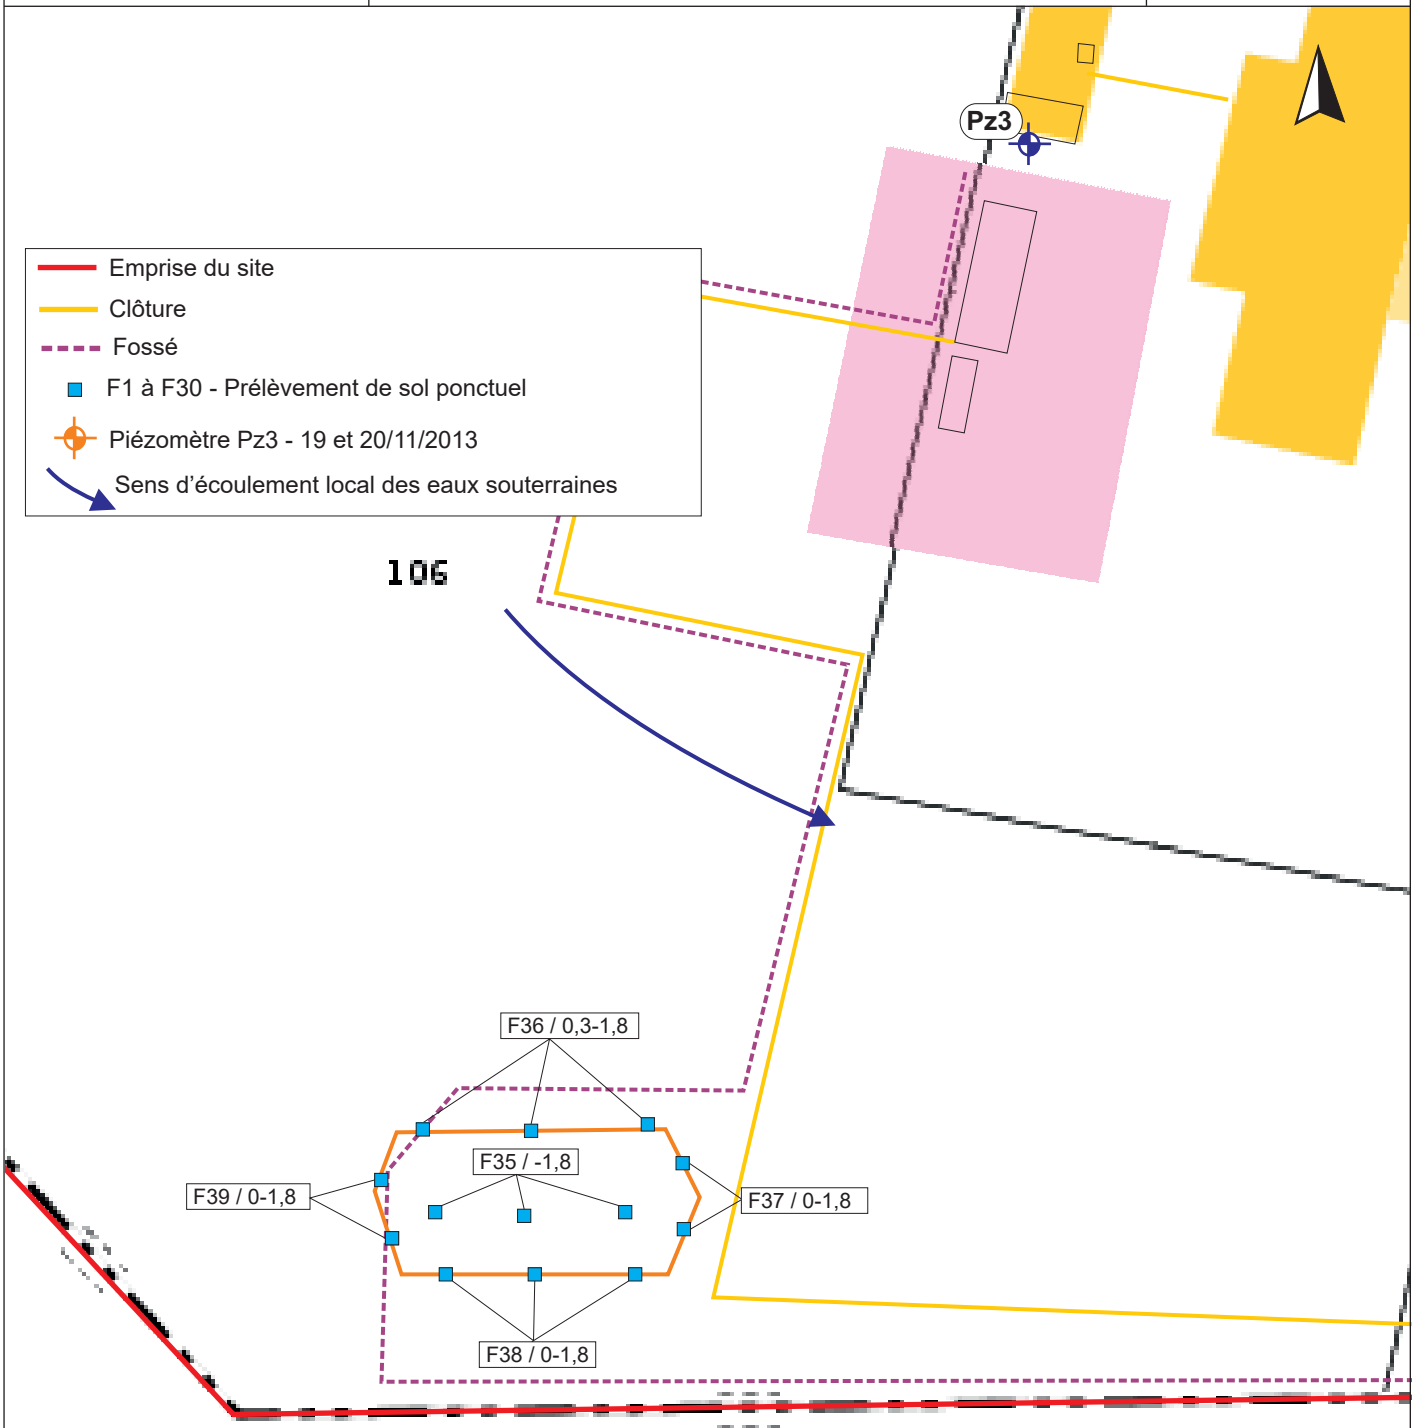 Pz3
Emprise du site
Clôture
Fossé
F1 à F30 - Prélèvement de sol ponctuel
Piézomètre Pz3 - 19 et 20/11/2013
Sens d'écoulement local des eaux souterraines
106
F36 / 0,3-1,8
F35 / -1,8
F39 / 0-1,8
F37 / 0-1,8
F38 / 0-1,8